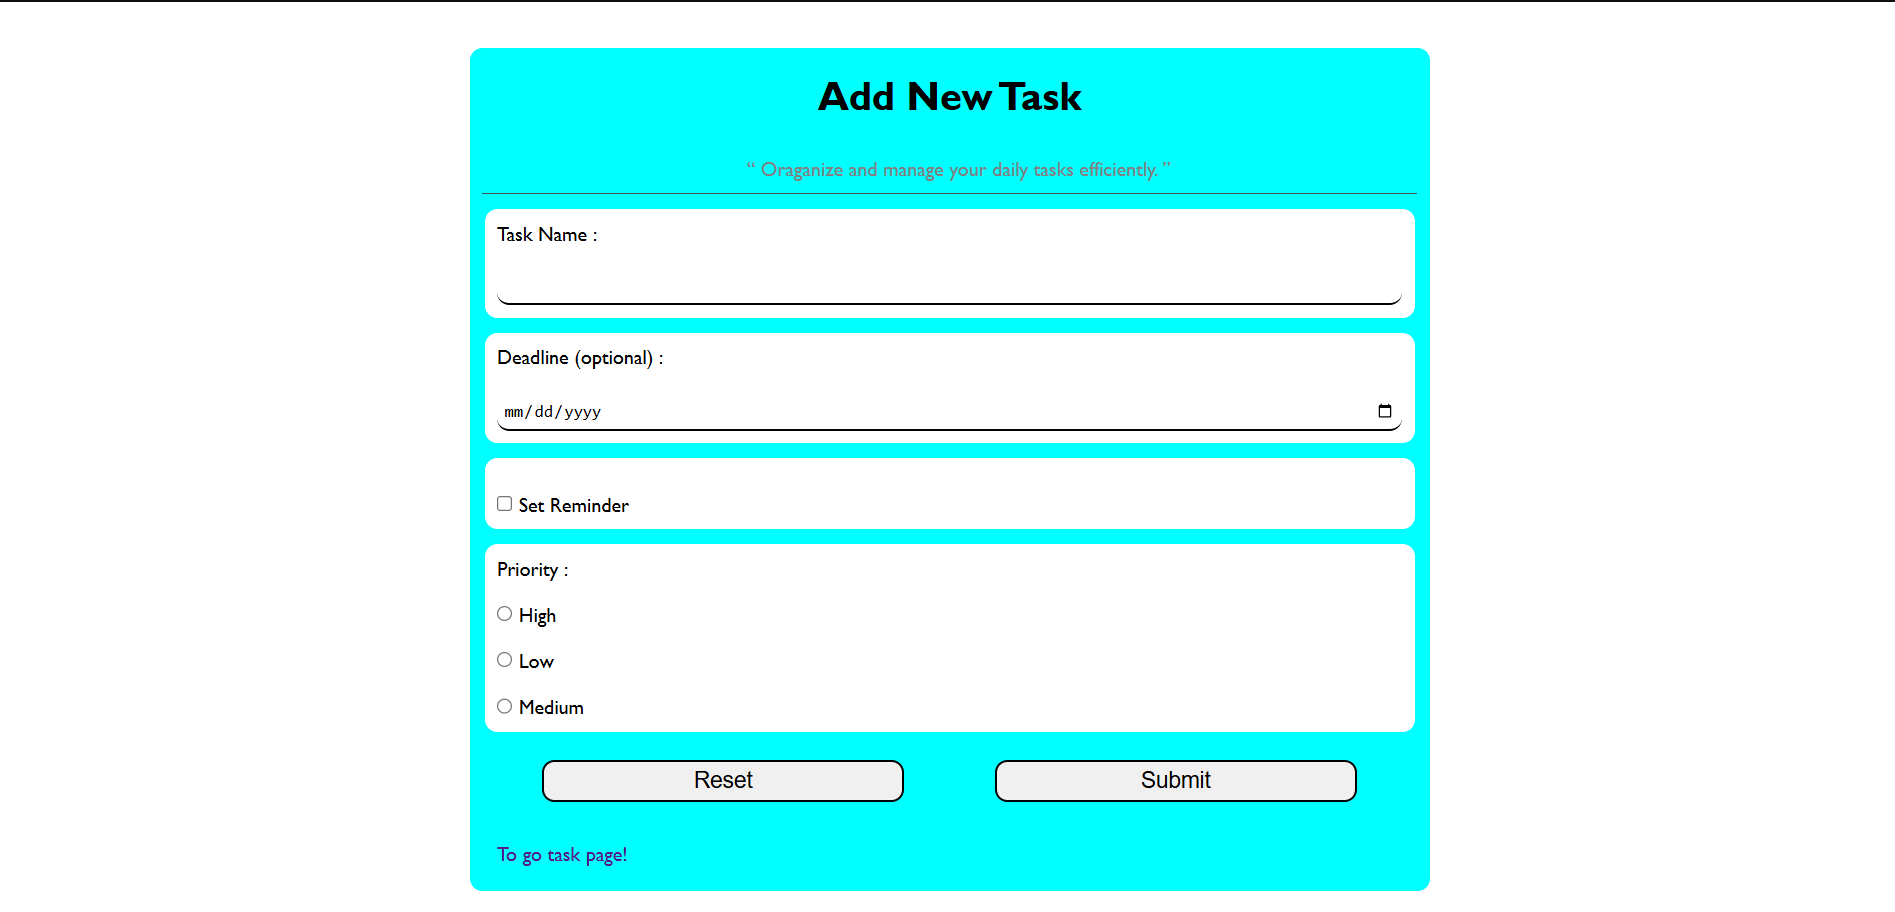 Add New Task
“ Oraganize and manage your daily tasks efficiently. ”
Task Name :
Deadline (optional) :
mm/dd/yyyy
Set Reminder
Priority :
High
Low
Medium
Reset Submit
To go task page!